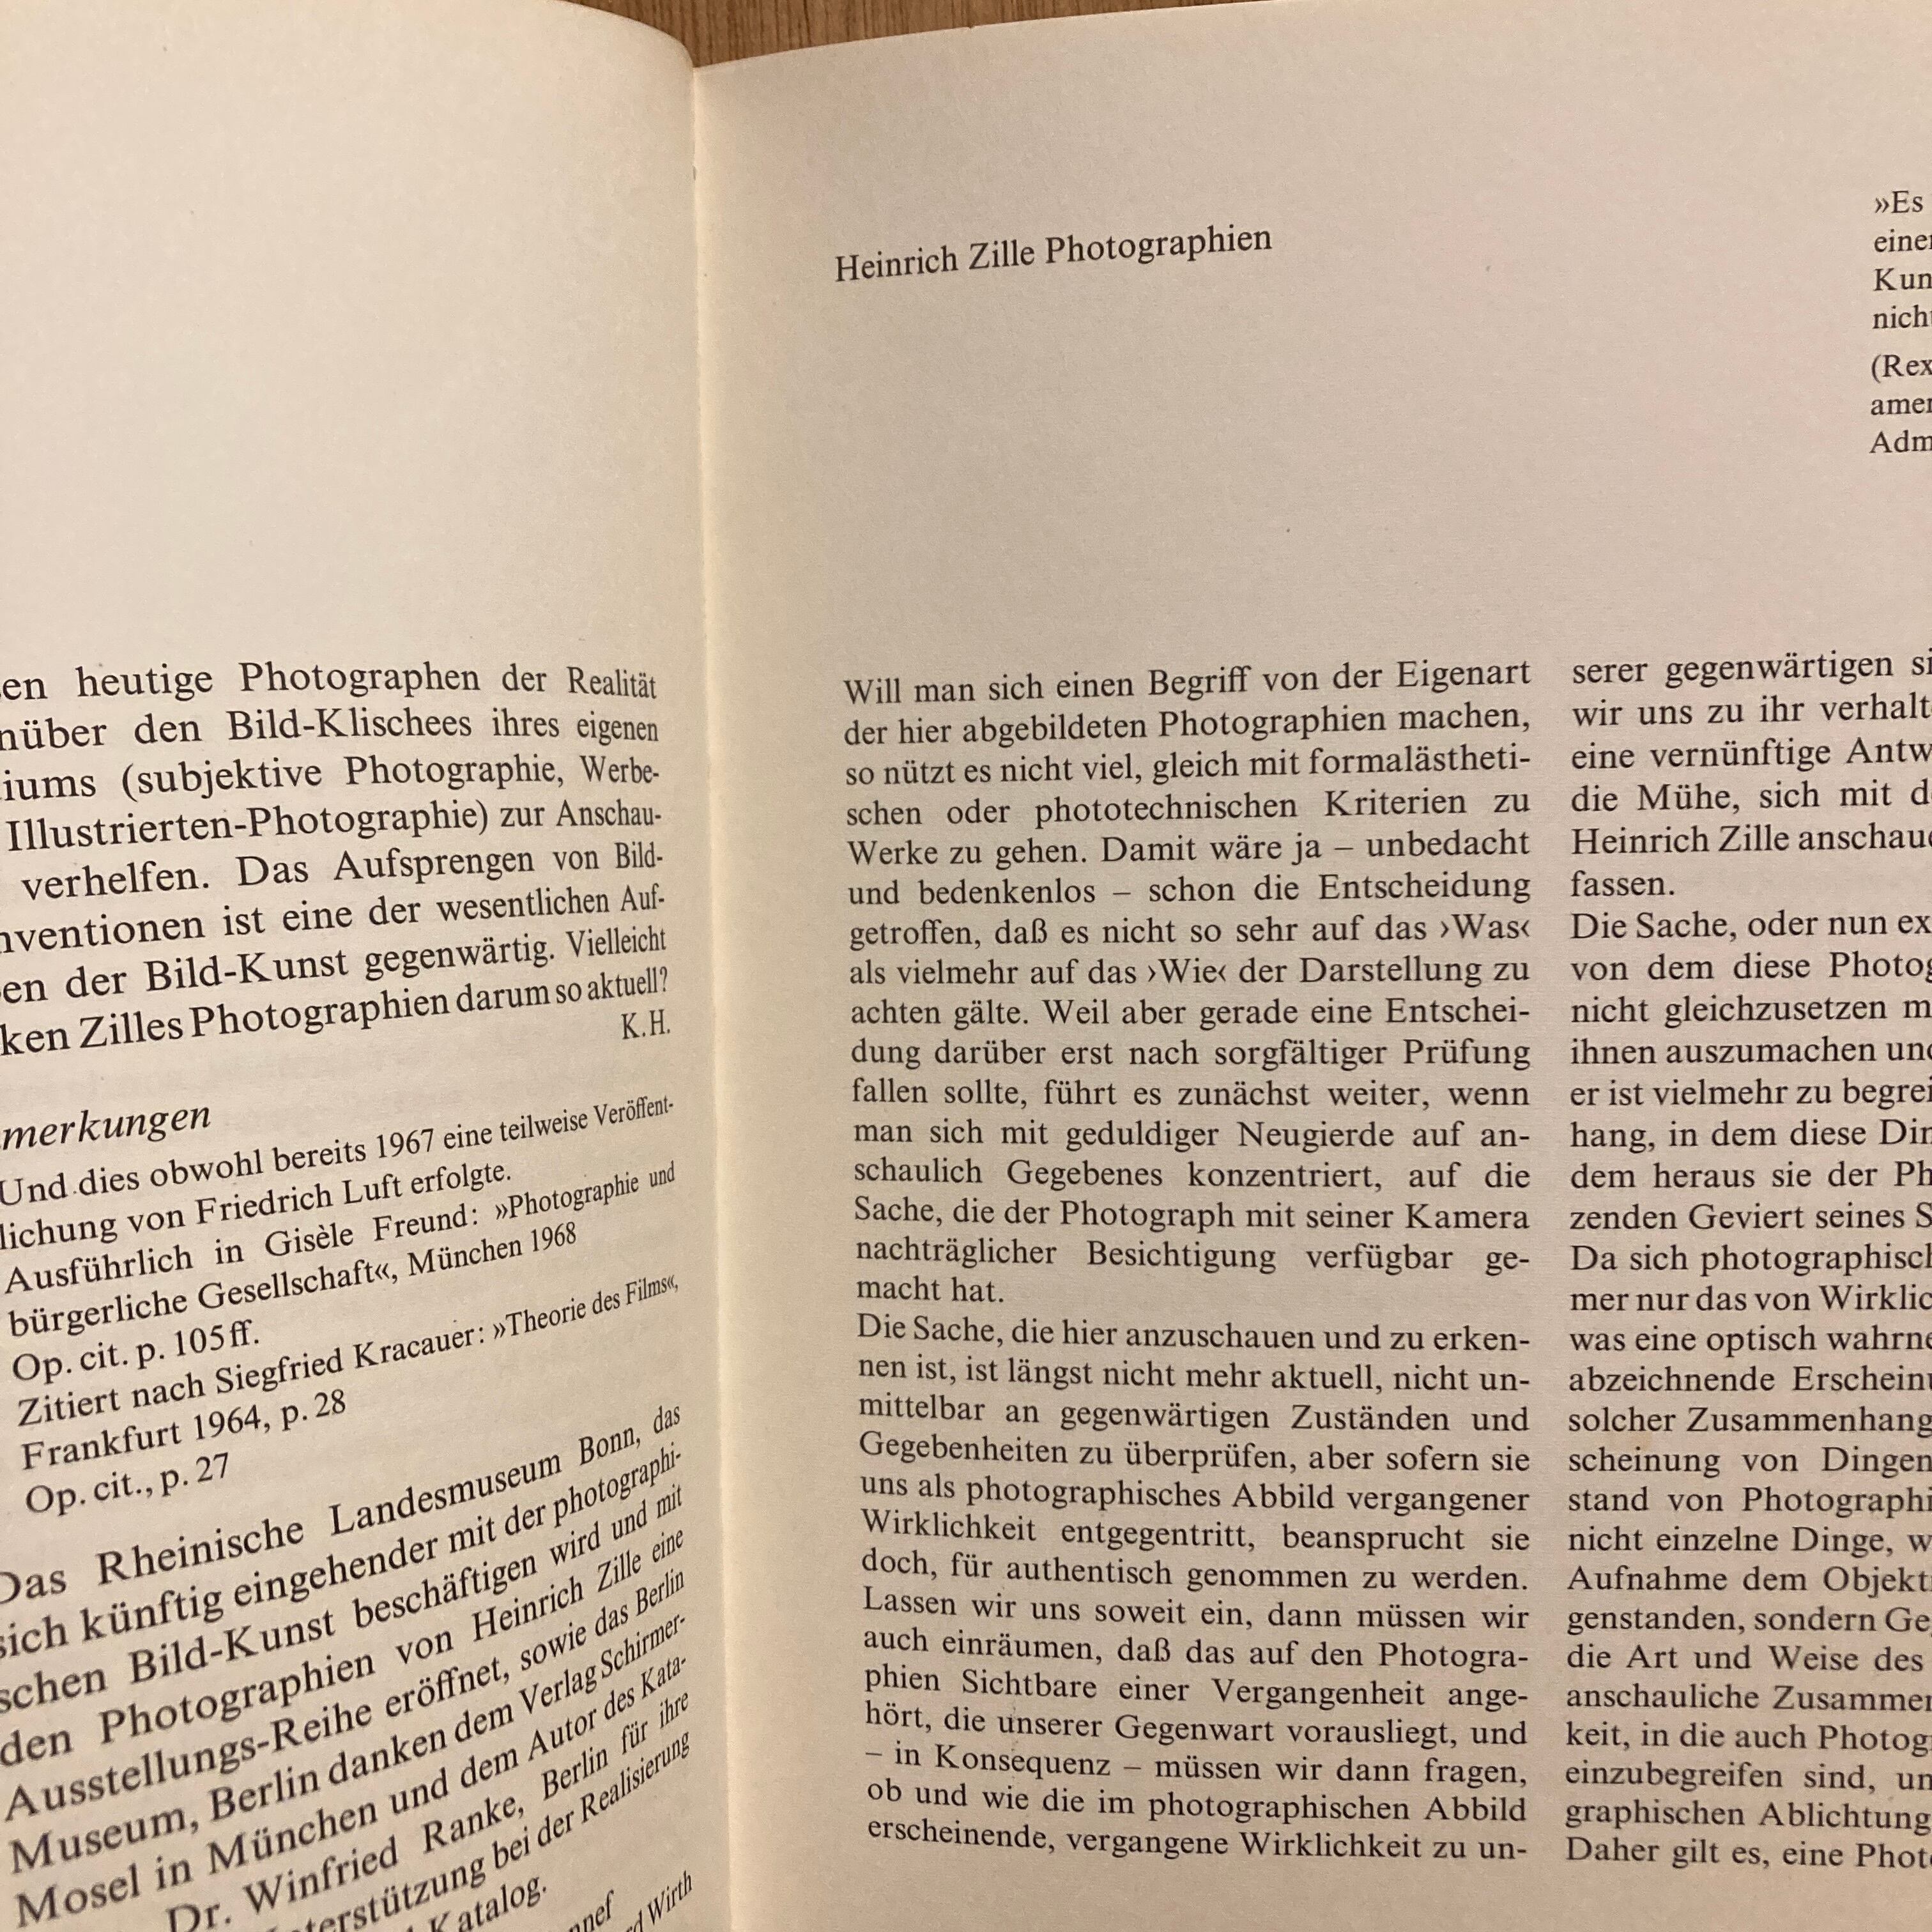 heutige Photographen der Realität
den Bild-Klischees ihres eigenen
(subjektive Photographie, Werbe-
Illustrierten-Photographie) zur Anschau-
verhelfen. Das Aufsprengen von Bild-
ist eine der wesentlichen Auf-
der Bild-Kunst gegenwärtig. Vielleicht
Zilles Photographien darum so aktuell?
K.H.
merkungen
Und dies obwohl bereits 1967 eine teilweise Veröffent-
lichung von Friedrich Luft erfolgte.
Ausführlich in Gisèle Freund: »Photographie und
bürgerliche Gesellschaft«, München 1968
Op. cit. p. 105 ff.
Zitiert nach Siegfried Kracauer: »Theorie des Films«,
Frankfurt 1964, p. 28
Op. cit., p. 27
Das Rheinische Landesmuseum Bonn, das
sich künftig eingehender mit der photographi-
schen Bild-Kunst beschäftigen wird und mit
den Photographien von Heinrich Zille eine
Ausstellungs-Reihe eröffnet, sowie das Berlin
Museum, Berlin danken dem Verlag Schirmer-
Mosel in München und dem Autor des Kata-
Dr. Winfried Ranke, Berlin für ihre
terstützung bei der Realisierung
Katalog.
Wirth
Heinrich Zille Photographien
»Es
(Rex
Will man sich einen Begriff von der Eigenart
der hier abgebildeten Photographien machen,
so nützt es nicht viel, gleich mit formalästheti-
schen oder phototechnischen Kriterien zu
Werke zu gehen. Damit wäre ja – unbedacht
und bedenkenlos – schon die Entscheidung
getroffen, daß es nicht so sehr auf das ›Was‹
als vielmehr auf das ›Wie‹ der Darstellung zu
achten gälte. Weil aber gerade eine Entschei-
dung darüber erst nach sorgfältiger Prüfung
fallen sollte, führt es zunächst weiter, wenn
man sich mit geduldiger Neugierde auf an-
schaulich Gegebenes konzentriert, auf die
Sache, die der Photograph mit seiner Kamera
nachträglicher Besichtigung verfügbar ge-
macht hat.
Die Sache, die hier anzuschauen und zu erken-
nen ist, ist längst nicht mehr aktuell, nicht un-
mittelbar an gegenwärtigen Zuständen und
Gegebenheiten zu überprüfen, aber sofern sie
uns als photographisches Abbild vergangener
Wirklichkeit entgegentritt, beansprucht sie
doch, für authentisch genommen zu werden.
Lassen wir uns soweit ein, dann müssen wir
auch einräumen, daß das auf den Photogra-
phien Sichtbare einer Vergangenheit ange-
hört, die unserer Gegenwart vorausliegt, und
– in Konsequenz – müssen wir dann fragen,
ob und wie die im photographischen Abbild
erscheinende, vergangene Wirklichkeit zu un-
serer gegenwärtigen
wir uns zu ihr
eine vernünftige
die Mühe, sich mit
Heinrich Zille
fassen.
Die Sache, oder nun
von dem diese
nicht gleichzusetzen
ihnen auszumachen
er ist vielmehr zu
hang, in dem diese
dem heraus sie der
zenden Geviert seines
Da sich
mer nur das von
was eine optisch
abzeichnende
solcher
scheinung von Dingen
stand von
nicht einzelne Dinge,
Aufnahme dem
genstanden, sondern
die Art und Weise des
anschauliche
keit, in die auch
einzubegreifen sind,
graphischen Ablichtung
Daher gilt es, eine